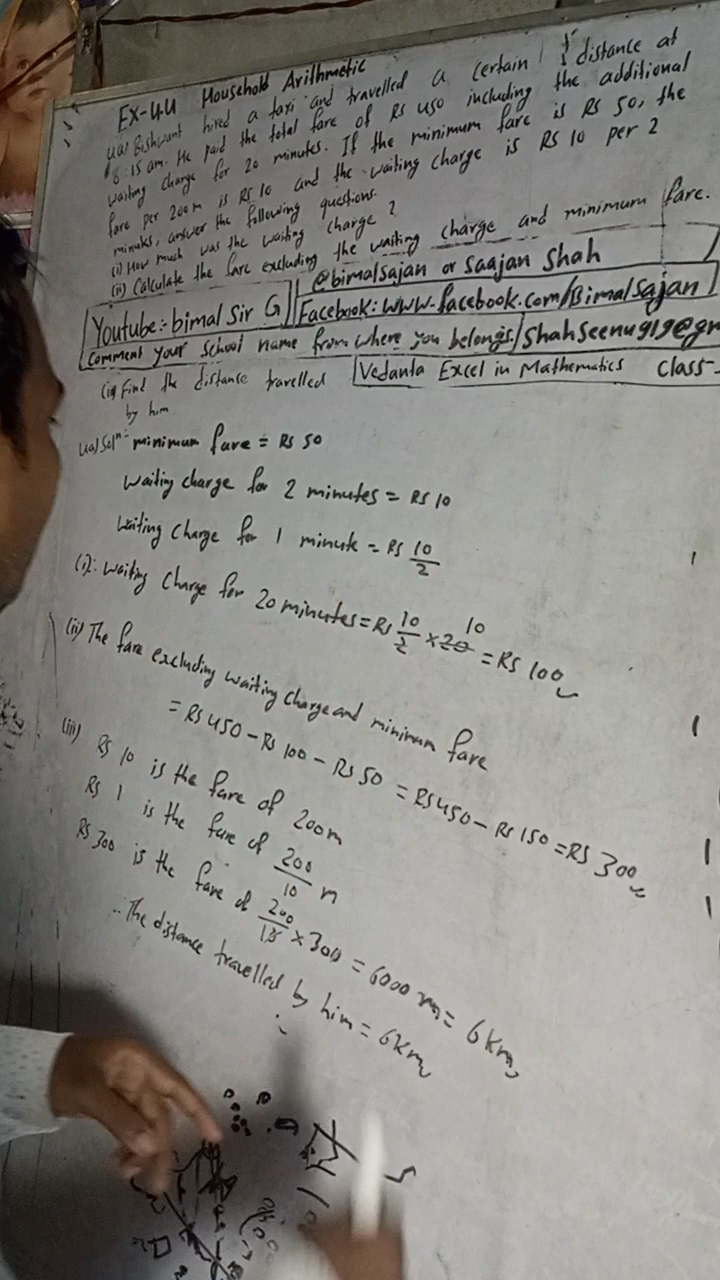 Ex-4.4 Household Arithmetic
4a) Bishwant hired a taxi and travelled a certain distance at
6:15 am. He paid the total fare of Rs 450 including the additional
waiting charge for 20 minutes. If the minimum fare is Rs 50, the
fare per 200m is Rs 10 and the waiting charge is Rs 10 per 2
minutes, answer the following questions.
(i) How much was the waiting charge?
(ii) Calculate the fare excluding the waiting charge and minimum fare.
@bimalsajan or Saajan Shah
Youtube:- bimal Sir G
Facebook: www.facebook.com/Bimalsajan
Comment your school name from where you belongs/Shahseenu919@gm
(iii) Find the distance travelled
by him
Vedanta Excel in Mathematics Class-
4a) Solⁿ- minimum fare = Rs 50
Waiting charge for 2 minutes = Rs 10
Waiting charge for 1 minute = Rs 10/2
(i): Waiting charge for 20 minutes = Rs 10/2 × 20 10 = Rs 100
(ii) The fare excluding waiting charge and minimum fare
= Rs 450 - Rs 100 - Rs 50 = Rs 450 - Rs 150 = Rs 300
(iii) Rs 10 is the fare of 200m
Rs 1 is the fare of 200/10 m
Rs 300 is the fare of 200/10 × 300 = 6000 m = 6 km
∴ The distance travelled by him = 6 km